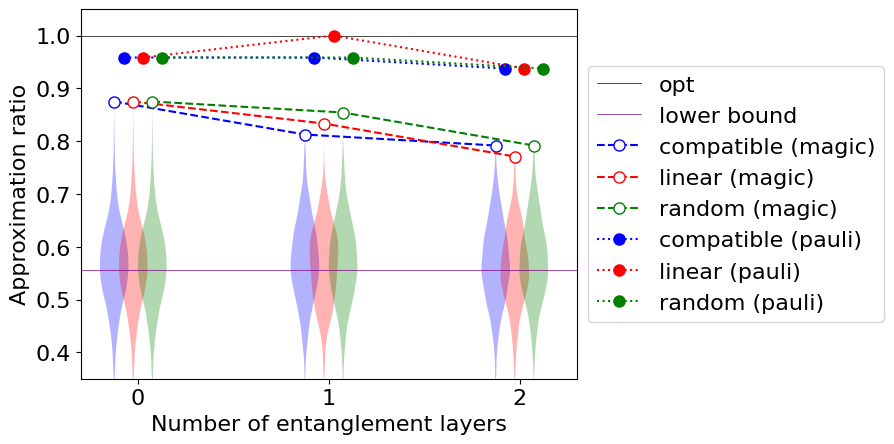 1.0
0.9
0.8
0.7
0.6
0.5
0.4
Approximation ratio
0 1 2
Number of entanglement layers
opt
lower bound
compatible (magic)
linear (magic)
random (magic)
compatible (pauli)
linear (pauli)
random (pauli)